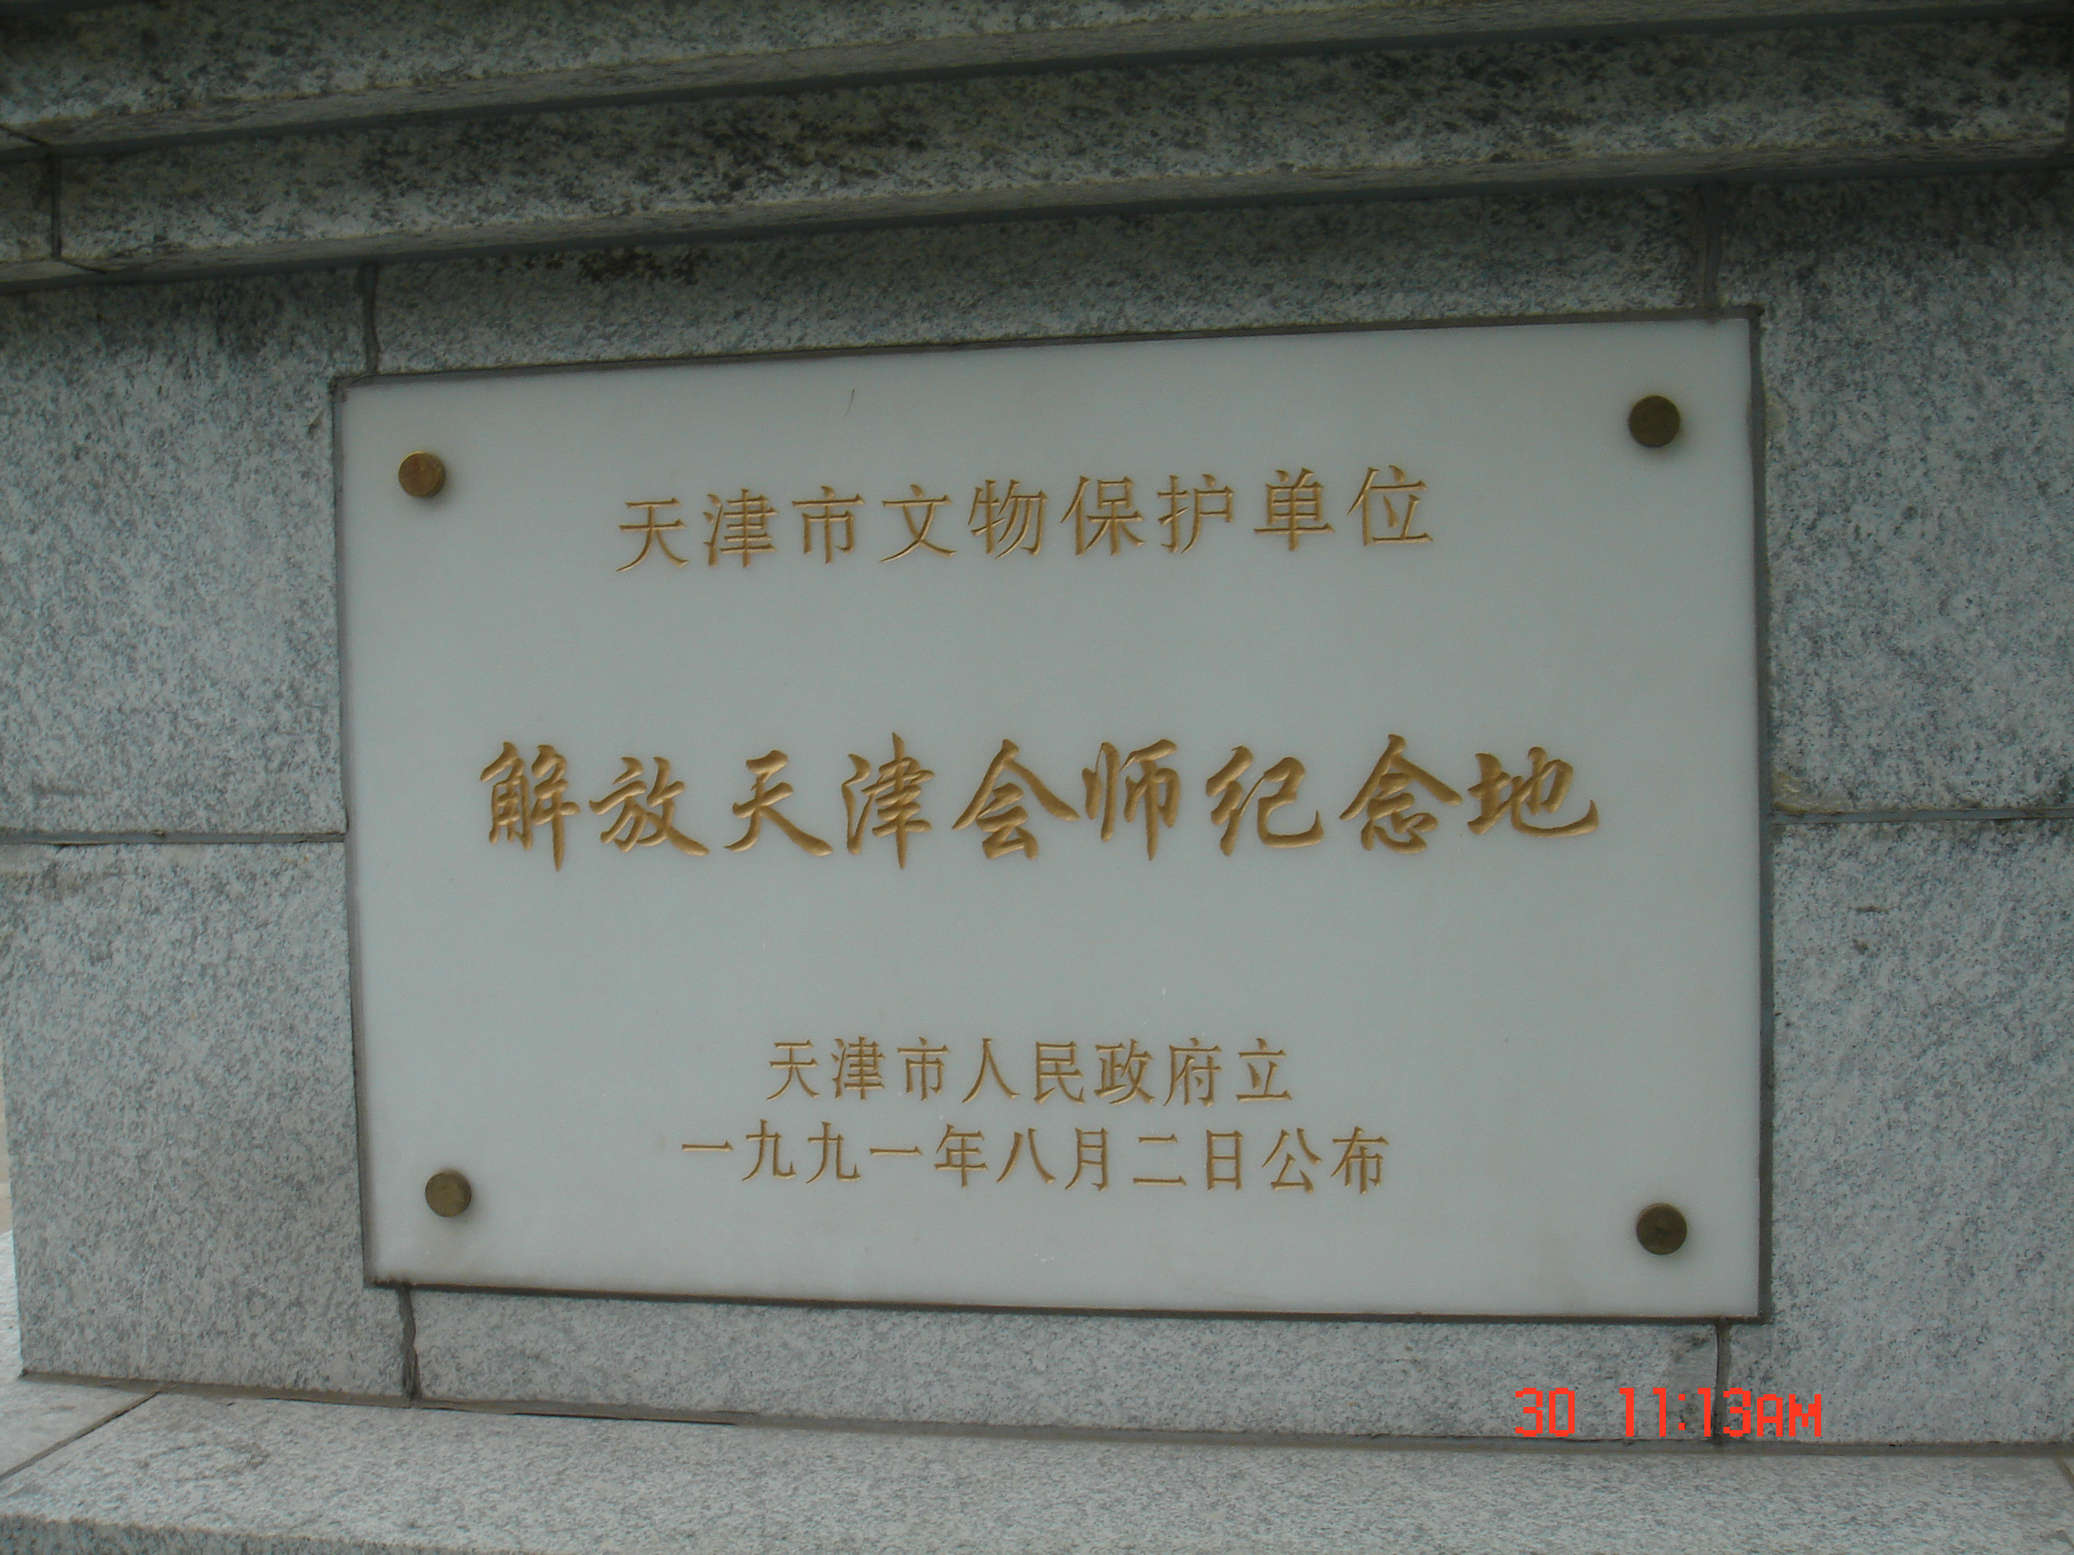 天津市文物保护单位
解放天津会师纪念地
天津市人民政府立
一九九一年八月二日公布
30 11:13AM